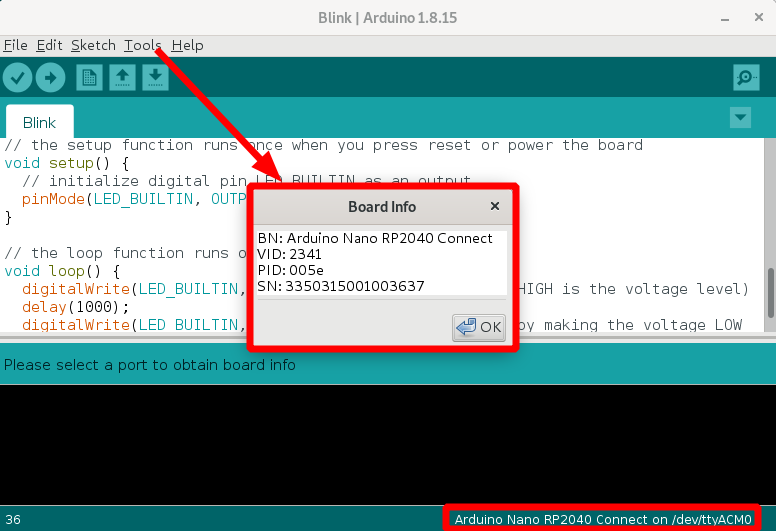 Blink | Arduino 1.8.15
File Edit Sketch Tools Help
Blink
// the setup function runs once when you press reset or power the board
void setup() {
// initialize digital pin LED_BUILTIN as an output
pinMode(LED_BUILTIN, OUTP
}
// the loop function runs o
void loop() {
digitalWrite(LED_BUILTIN, HIGH is the voltage level)
delay(1000);
digitalWrite(LED_BUILTIN, by making the voltage LOW
Board Info
BN: Arduino Nano RP2040 Connect
VID: 2341
PID: 005e
SN: 3350315001003637
OK
Please select a port to obtain board info
36
Arduino Nano RP2040 Connect on /dev/ttyACM0